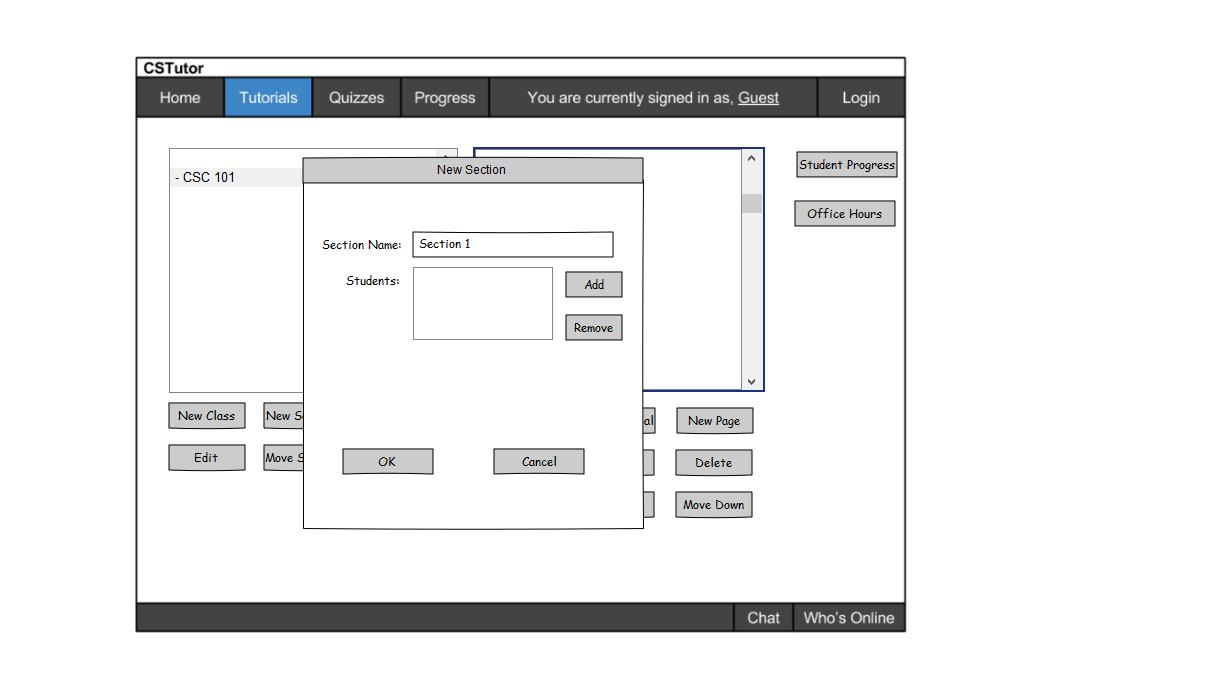 CSTutor
Home Tutorials Quizzes Progress You are currently signed in as, Guest Login
- CSC 101
New Section
Student Progress
Office Hours
Section Name: Section 1
Students:
Add
Remove
New Class New S al New Page
Edit Move S Delete
OK Cancel
Move Down
Chat Who's Online